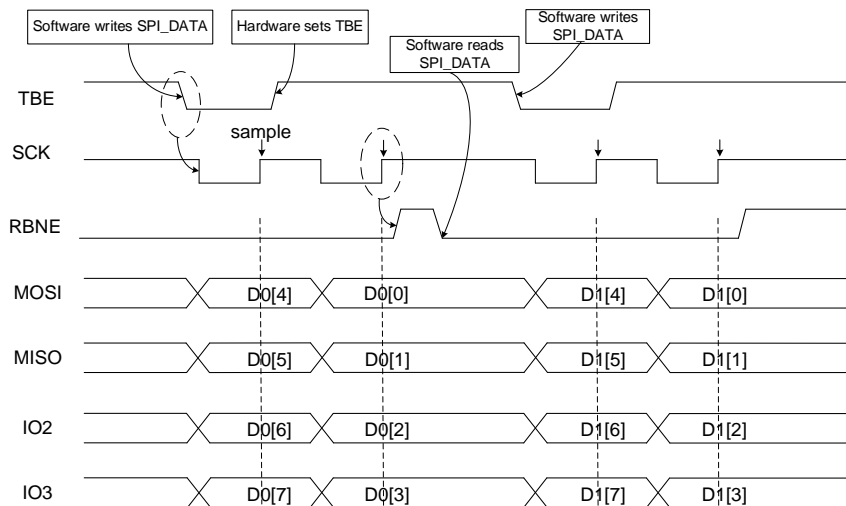 Software writes SPI_DATA
Hardware sets TBE
Software reads
SPI_DATA
Software writes
SPI_DATA
TBE
sample
SCK
RBNE
MOSI
D0[4]
D0[0]
D1[4]
D1[0]
MISO
D0[5]
D0[1]
D1[5]
D1[1]
IO2
D0[6]
D0[2]
D1[6]
D1[2]
IO3
D0[7]
D0[3]
D1[7]
D1[3]